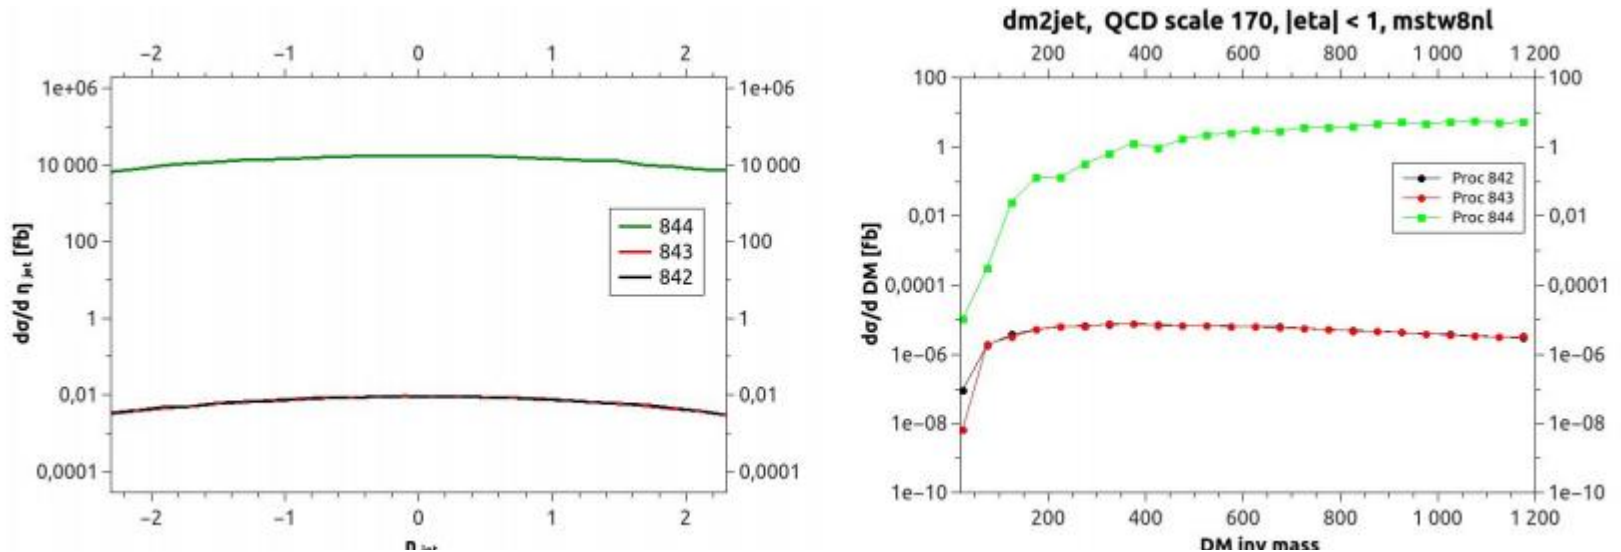 −2 −1 0 1 2
1e+06 1e+06
10 000 10 000
100 100
1 1
0,01 0,01
0,0001 0,0001
dσ/d η jet [fb]
844
843
842
−2 −1 0 1 2
η jet
dm2jet, QCD scale 170, |eta| < 1, mstw8nl
200 400 600 800 1 000 1 200
100 100
1 1
0,01 0,01
0,0001 0,0001
1e−06 1e−06
1e−08 1e−08
1e−10 1e−10
dσ/d DM [fb]
Proc 842
Proc 843
Proc 844
200 400 600 800 1 000 1 200
DM inv mass